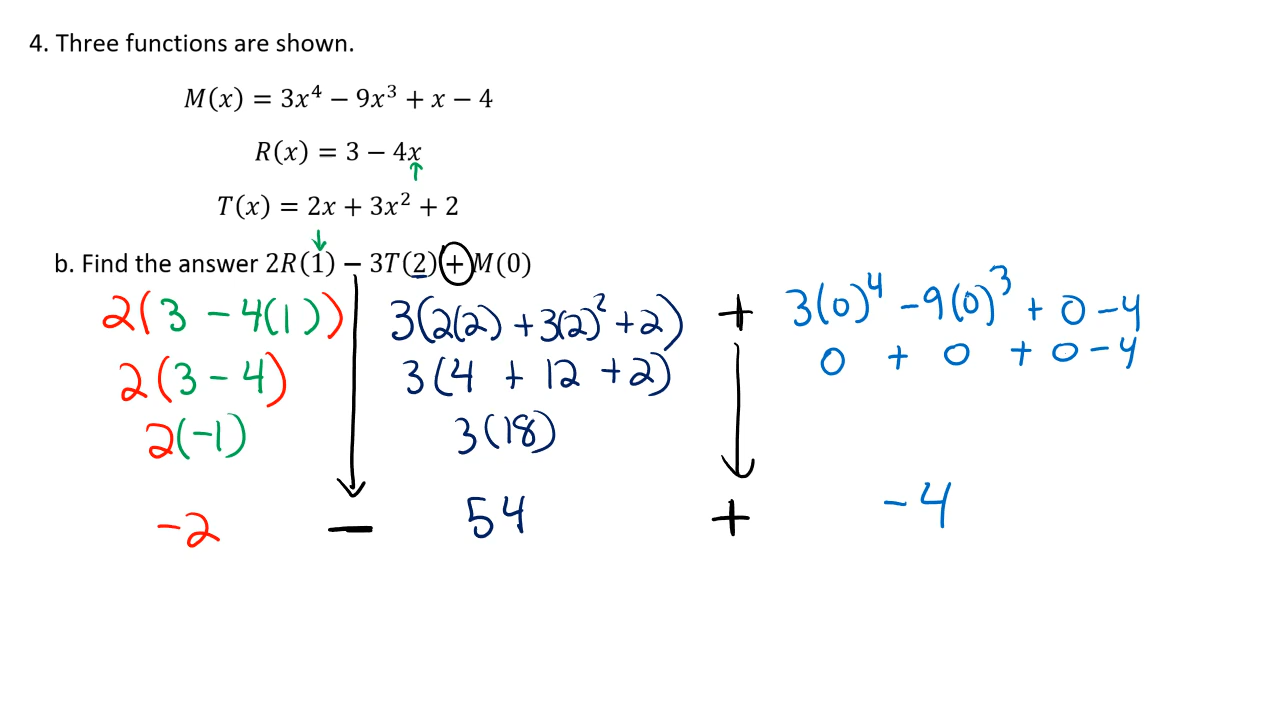 4. Three functions are shown.
M(x) = 3x⁴ − 9x³ + x − 4
R(x) = 3 − 4x
T(x) = 2x + 3x² + 2
b. Find the answer 2R(1) − 3T(2) + M(0)
2(3 − 4(1)) 3(2(2) + 3(2)² + 2) + 3(0)⁴ − 9(0)³ + 0 − 4
2(3 − 4) 3(4 + 12 + 2) 0 + 0 + 0 − 4
2(−1) 3(18)
−2 − 54 + −4